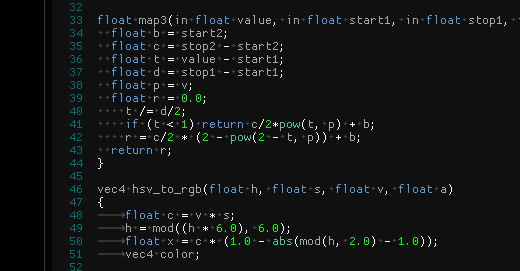 32
33 float map3(in float value, in float start1, in float stop1,
34 float b = start2;
35 float c = stop2 - start2;
36 float t = value - start1;
37 float d = stop1 - start1;
38 float p = v;
39 float r = 0.0;
40 t /= d/2;
41 if (t < 1) return c/2*pow(t, p) + b;
42 r = c/2 * (2 - pow(2 - t, p)) + b;
43 return r;
44 }
45
46 vec4 hsv_to_rgb(float h, float s, float v, float a)
47 {
48 float c = v * s;
49 h = mod((h * 6.0), 6.0);
50 float x = c * (1.0 - abs(mod(h, 2.0) - 1.0));
51 vec4 color;
52